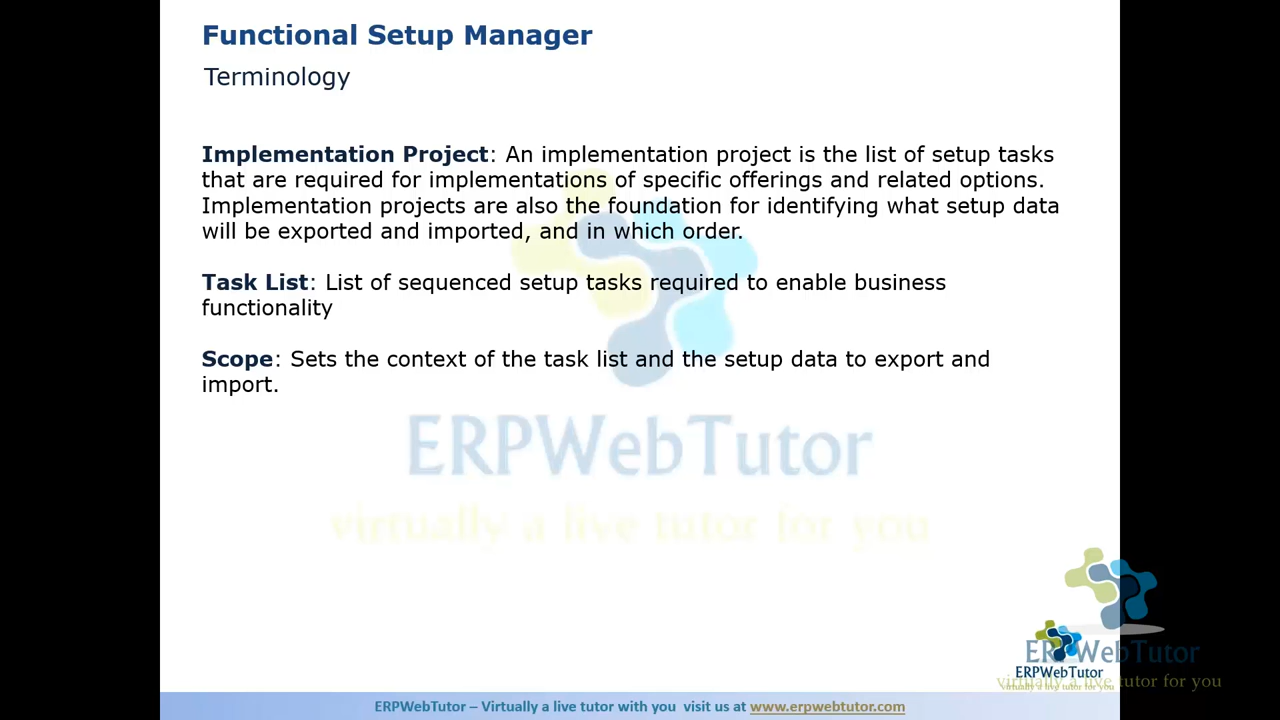 Functional Setup Manager
Terminology
Implementation Project: An implementation project is the list of setup tasks
that are required for implementations of specific offerings and related options.
Implementation projects are also the foundation for identifying what setup data
will be exported and imported, and in which order.
Task List: List of sequenced setup tasks required to enable business
functionality
Scope: Sets the context of the task list and the setup data to export and
import.
ERPWebTutor
virtually a live tutor for you
ERPWebTutor
virtually a live tutor for you
ERPWebTutor
virtually a live tutor for you
ERPWebTutor – Virtually a live tutor with you visit us at www.erpwebtutor.com